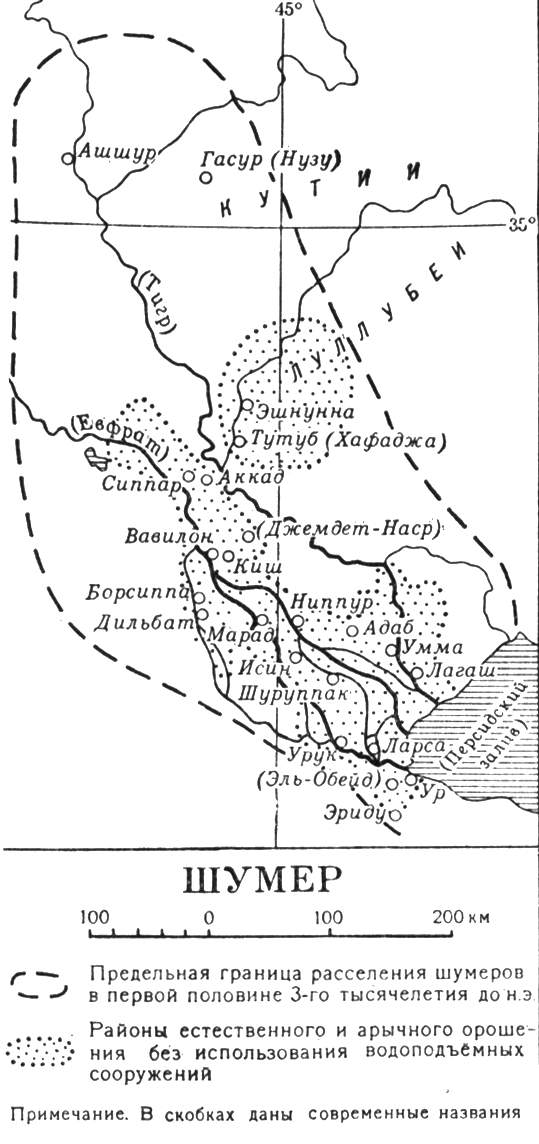 45°
Ашшур
Гасур (Нузу)
КУТИИ
35°
(Тигр)
ЛУЛЛУБЕИ
Эшнунна
(Евфрат)
Тутуб (Хафаджа)
Сиппар
Аккад
(Джемдет-Наср)
Вавилон
Киш
Борсиппа
Ниппур
Дильбат
Марад
Адаб
Умма
Исин
Лагаш
Шуруппак
(Персидский
залив)
Урук
Ларса
(Эль-Обейд)
Ур
Эриду
ШУМЕР
100 0 100 200 км
Предельная граница расселения шумеров
в первой половине 3-го тысячелетия до н.э.
Районы естественного и арычного ороше-
ния без использования водоподъёмных
сооружений
Примечание. В скобках даны современные названия